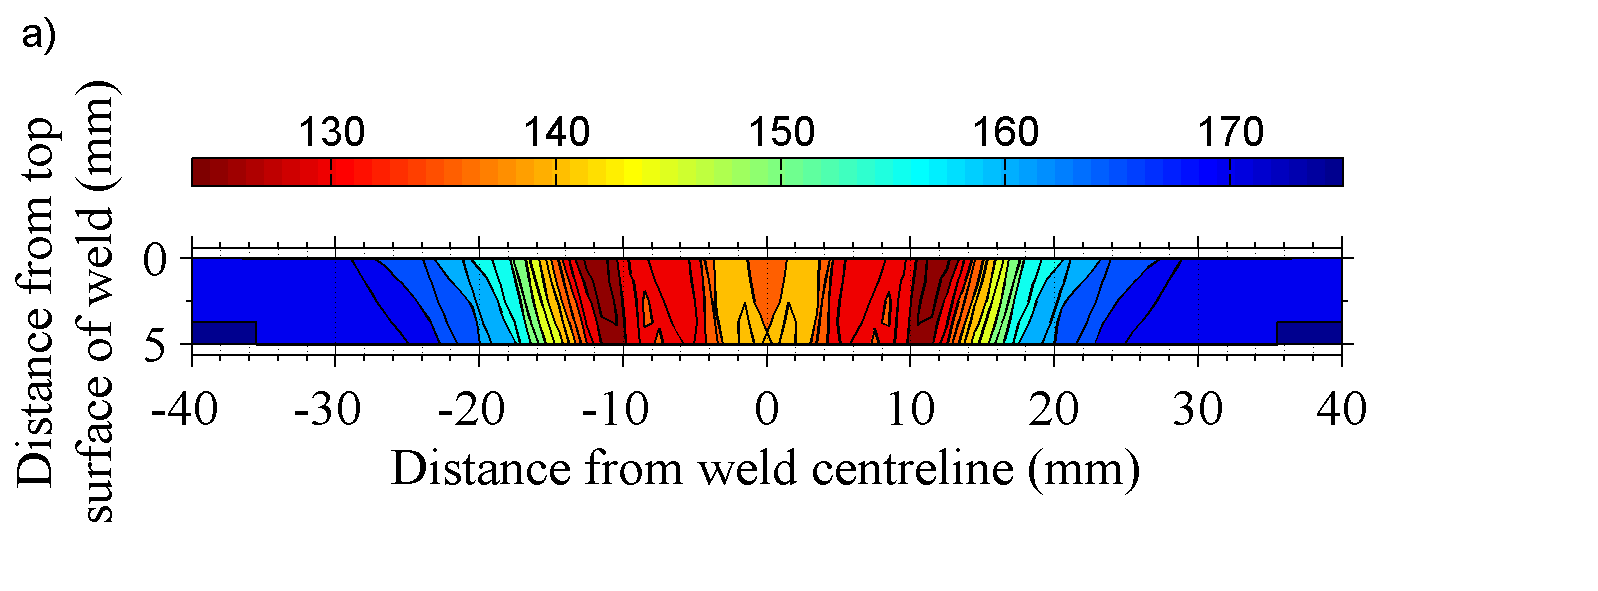 a)
130 140 150 160 170
Distance from top
surface of weld (mm)
0
5
-40 -30 -20 -10 0 10 20 30 40
Distance from weld centreline (mm)